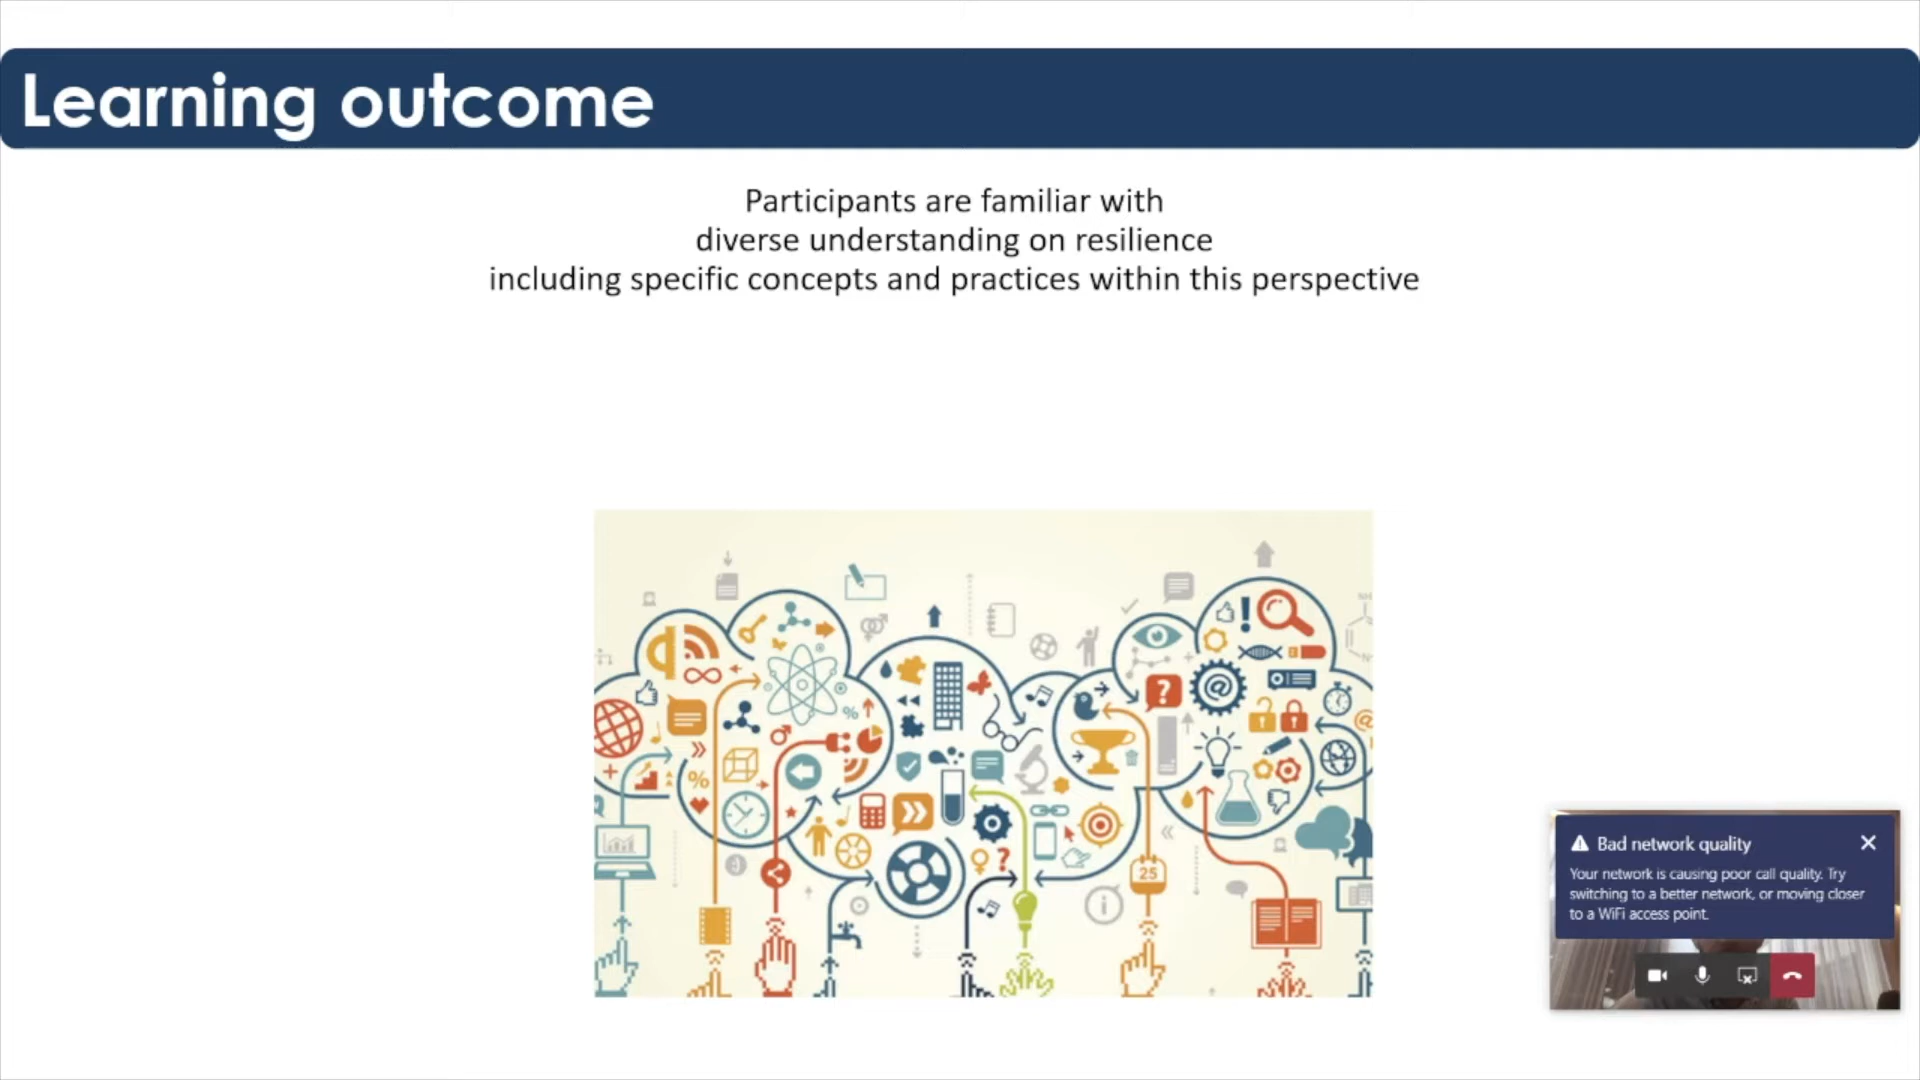 Learning outcome
Participants are familiar with
diverse understanding on resilience
including specific concepts and practices within this perspective
25
Bad network quality
Your network is causing poor call quality. Try
switching to a better network, or moving closer
to a WiFi access point.